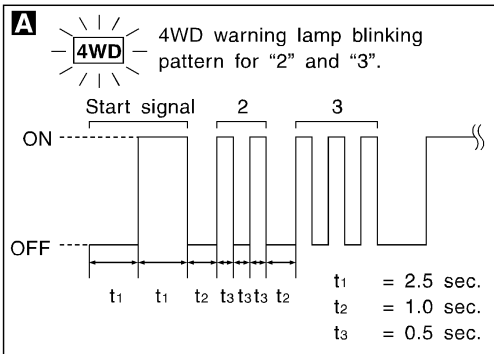 A
4WD
4WD warning lamp blinking
pattern for “2” and “3”.
Start signal 2 3
ON
OFF
t1 t1 t2 t3 t3 t3 t2
t1 = 2.5 sec.
t2 = 1.0 sec.
t3 = 0.5 sec.